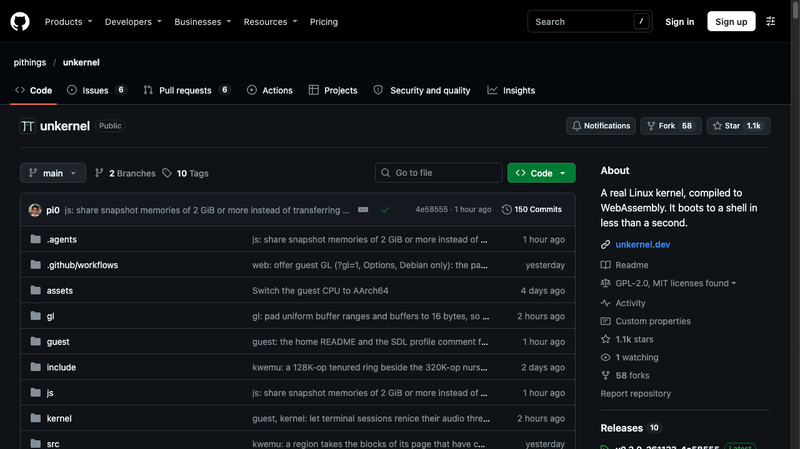 Products Developers Businesses Resources Pricing Search / Sign in Sign up
pithings / unkernel
Code Issues 6 Pull requests 6 Actions Projects Security and quality Insights
unkernel Public Notifications Fork 58 Star 1.1k
main 2 Branches 10 Tags Go to file Code
pi0 js: share snapshot memories of 2 GiB or more instead of transferring ... 4e58555 · 1 hour ago 150 Commits
.agents js: share snapshot memories of 2 GiB or more instead of ... 1 hour ago
.github/workflows web: offer guest GL (?gl=1, Options, Debian only): the pa... yesterday
assets Switch the guest CPU to AArch64 4 days ago
gl gl: pad uniform buffer ranges and buffers to 16 bytes, so ... 2 hours ago
guest guest: the home README and the SDL profile comment f... 1 hour ago
include kwemu: a 128K-op tenured ring beside the 320K-op nurs... 2 days ago
js js: share snapshot memories of 2 GiB or more instead of ... 1 hour ago
kernel guest, kernel: let terminal sessions renice their audio thre... 2 hours ago
src kwemu: a region takes the blocks of its page that have c... yesterday
About
A real Linux kernel, compiled to
WebAssembly. It boots to a shell in
less than a second.
unkernel.dev
Readme
GPL-2.0, MIT licenses found
Activity
Custom properties
1.1k stars
1 watching
58 forks
Report repository
Releases 10
Latest